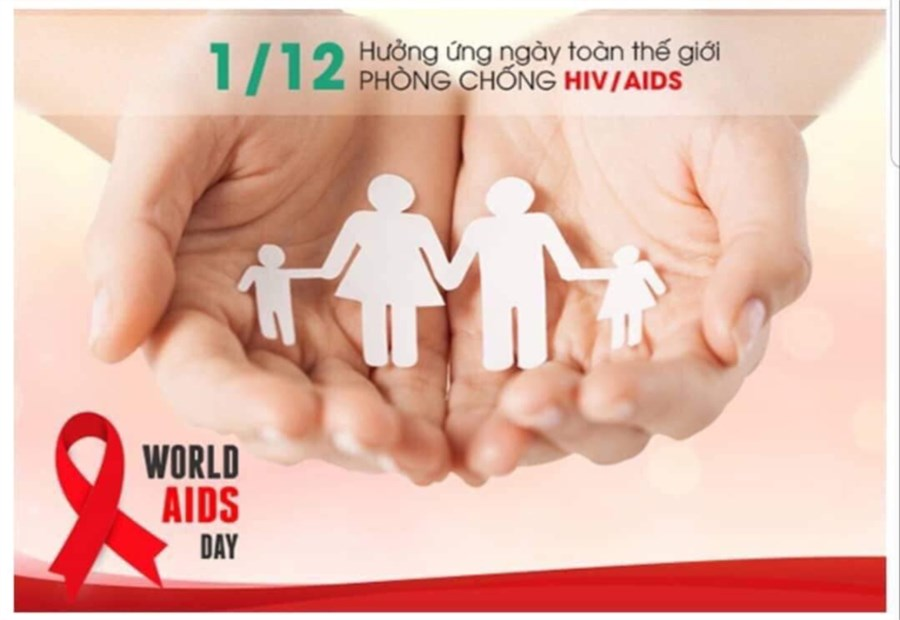 1/12
Hưởng ứng ngày toàn thế giới
PHÒNG CHỐNG HIV/AIDS
WORLD
AIDS
DAY